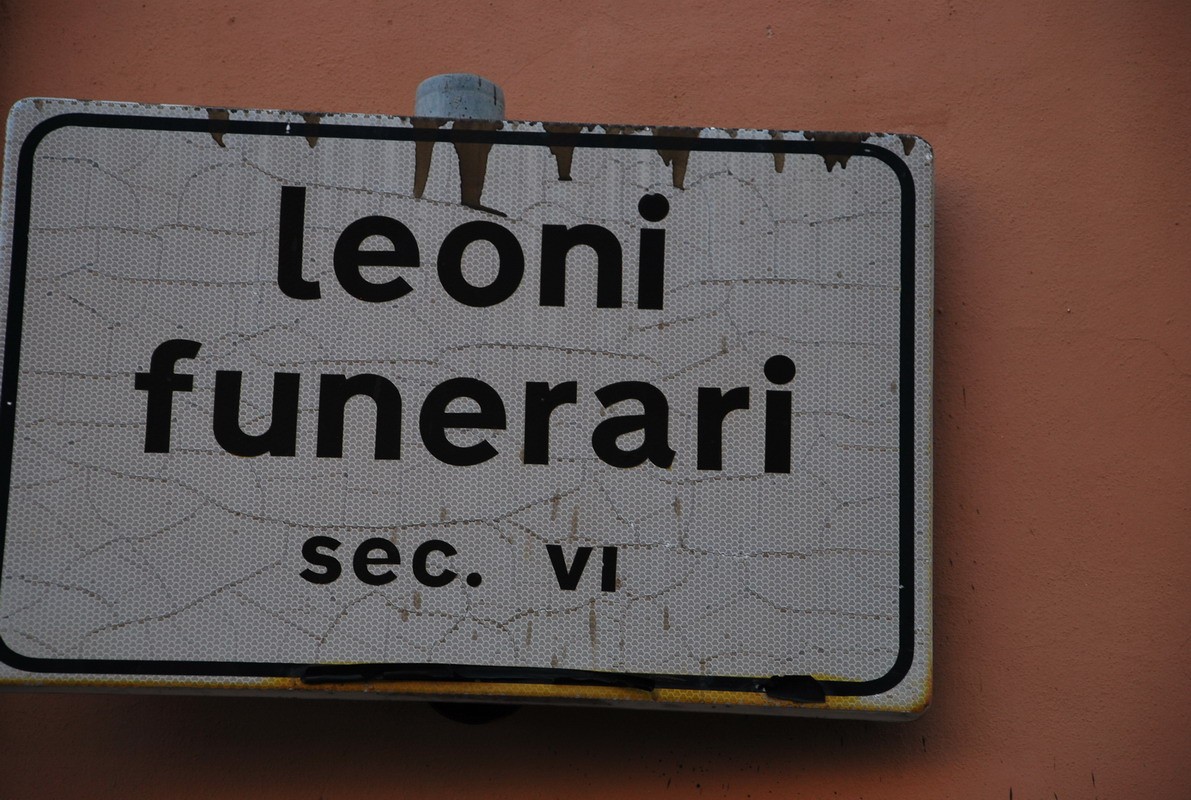 leoni
funerari
sec. VI